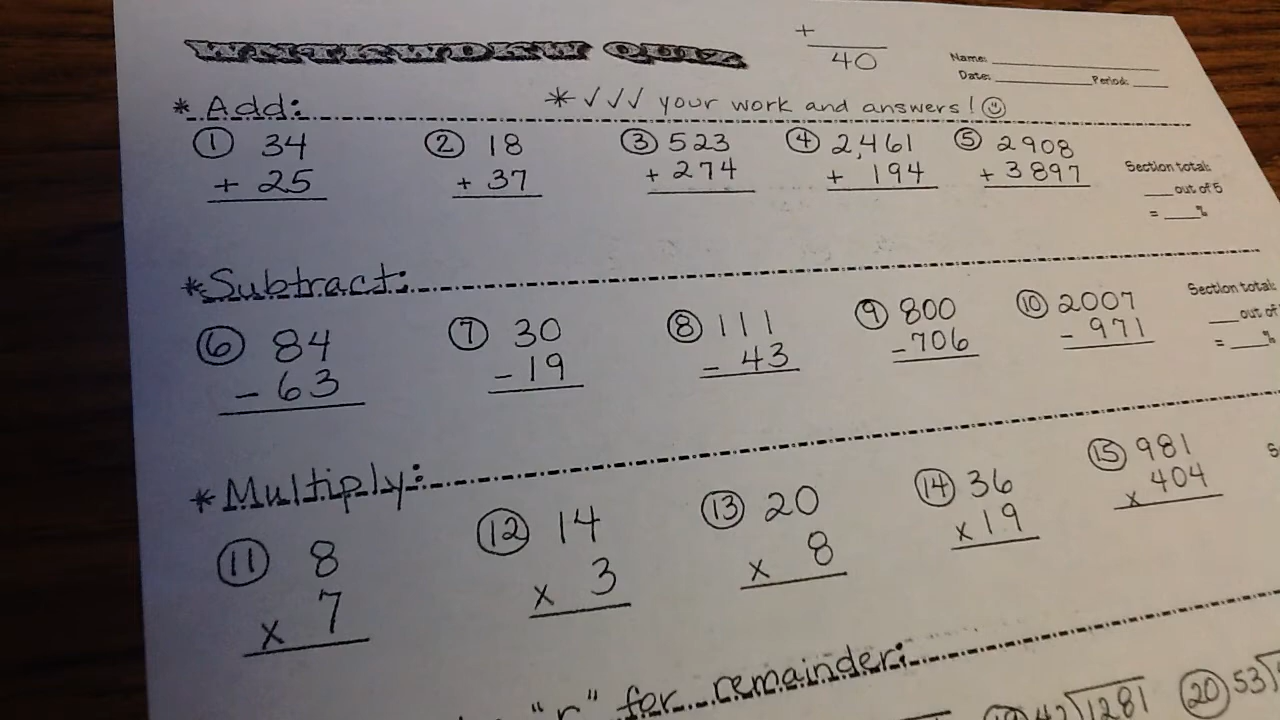 QUIZ
+
40
Name:
Date: Period:
* Add: * ✓✓✓ your work and answers! ☺
① 34 ② 18 ③ 523 ④ 2,461 ⑤ 2908
+ 25 + 37 + 274 + 194 + 3897
Section total:
out of 5
= %
* Subtract:
⑥ 84 ⑦ 30 ⑧ 111 ⑨ 800 ⑩ 2007
- 63 - 19 - 43 - 706 - 971
Section total:
out of
= %
* Multiply:
⑪ 8 ⑫ 14 ⑬ 20 ⑭ 36 ⑮ 981
x 7 x 3 x 8 x 19 x 404
"r" for remainder:
1281 ⑳ 53